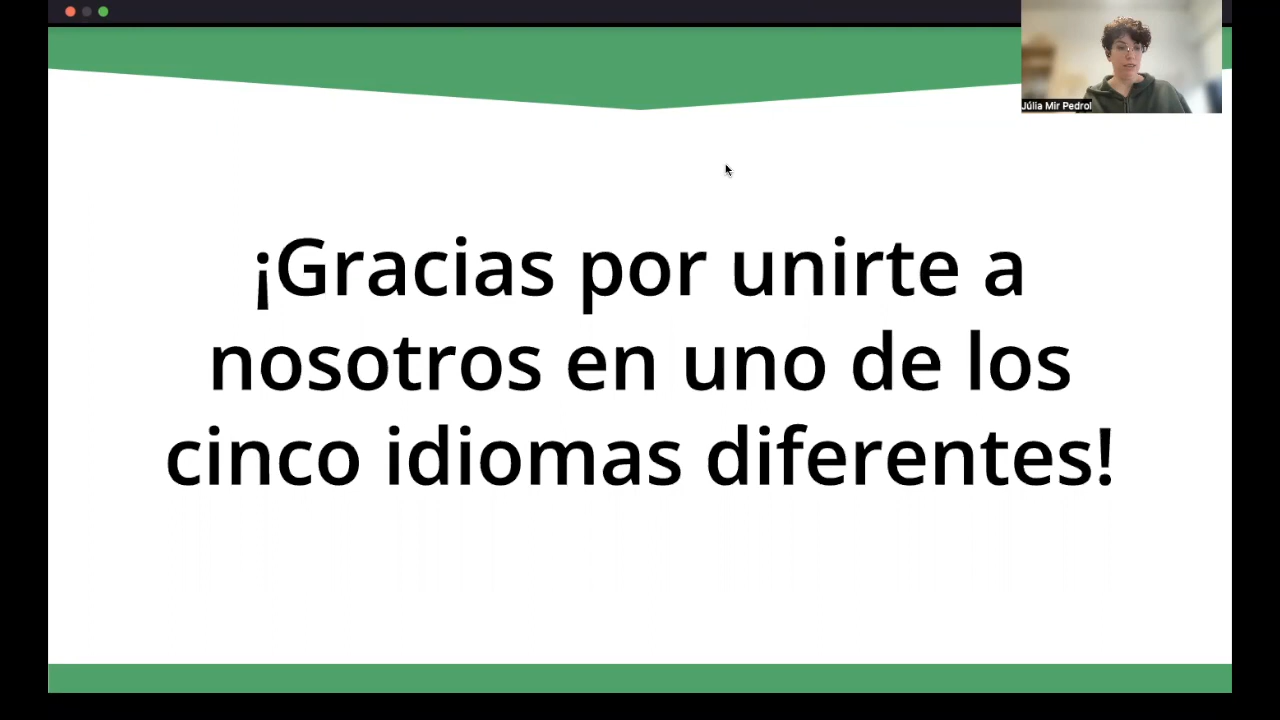 Júlia Mir Pedrol
¡Gracias por unirte a
nosotros en uno de los
cinco idiomas diferentes!